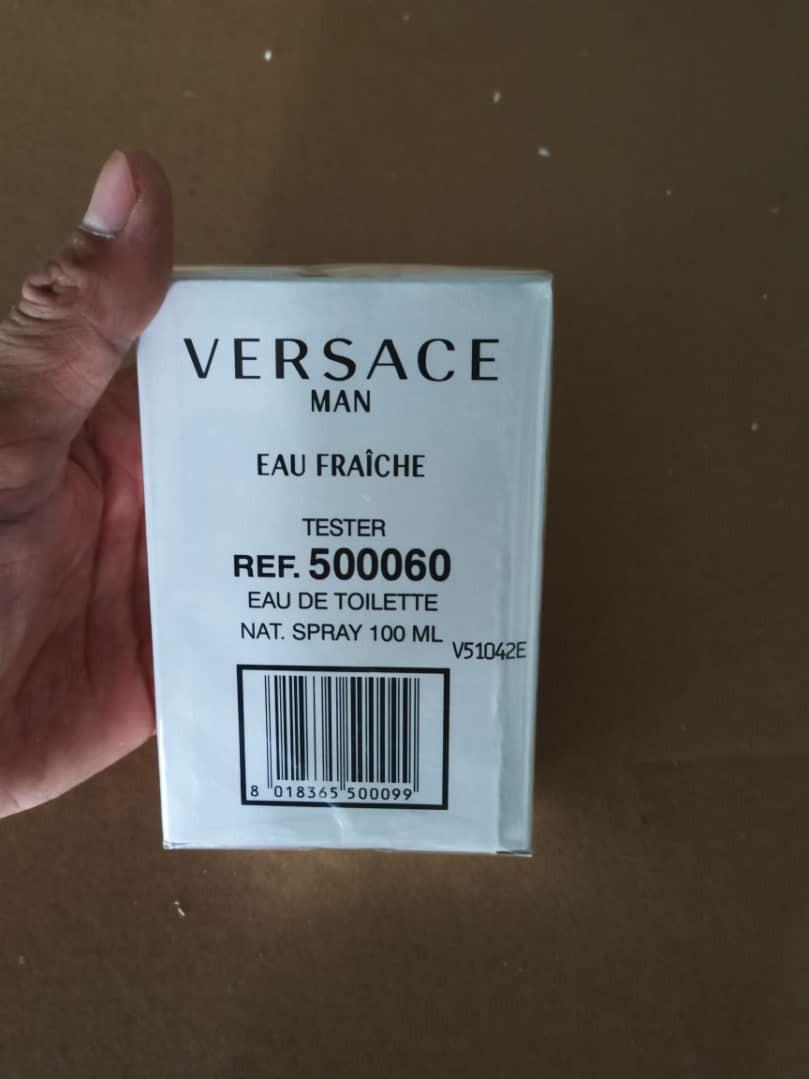 VERSACE
MAN
EAU FRAÎCHE
TESTER
REF. 500060
EAU DE TOILETTE
NAT. SPRAY 100 ML
V51042E
8 018365 500099